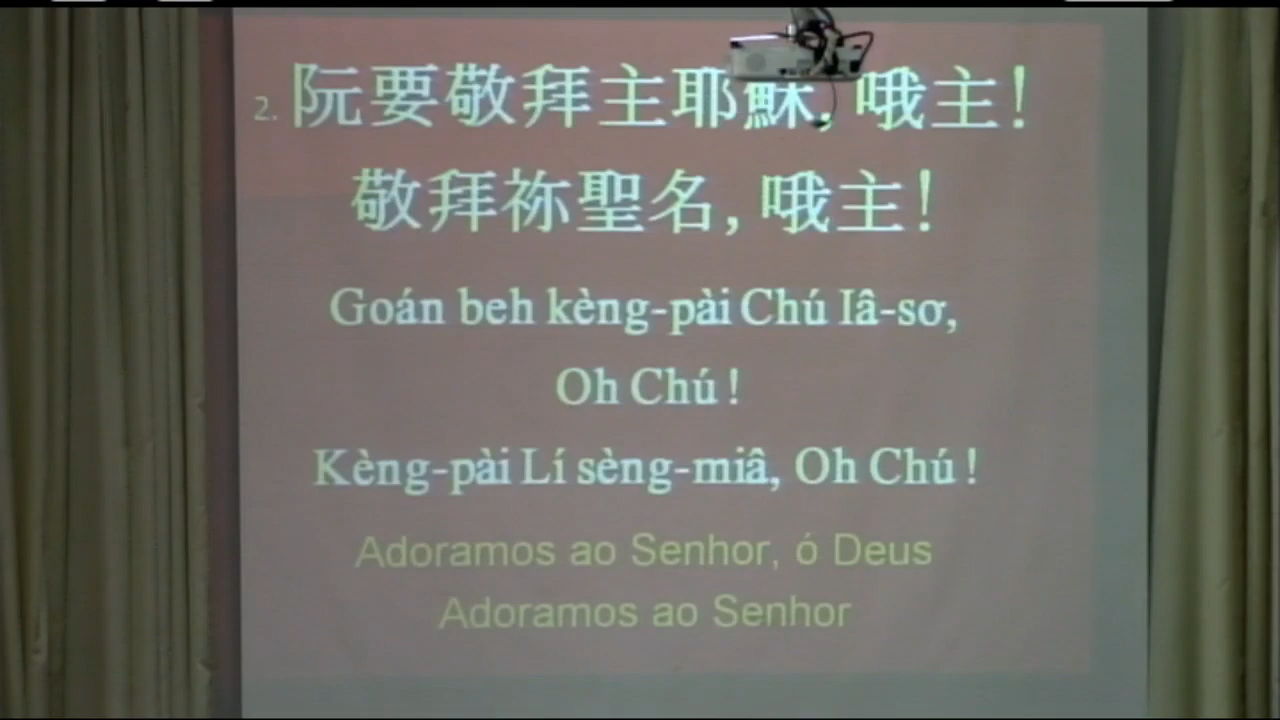 2. 阮要敬拜主耶穌, 哦主!
敬拜祢聖名, 哦主!
Goán beh kèng-pài Chú Iâ-sơ,
Oh Chú !
Kèng-pài Lí sèng-miâ, Oh Chú !
Adoramos ao Senhor, ó Deus
Adoramos ao Senhor